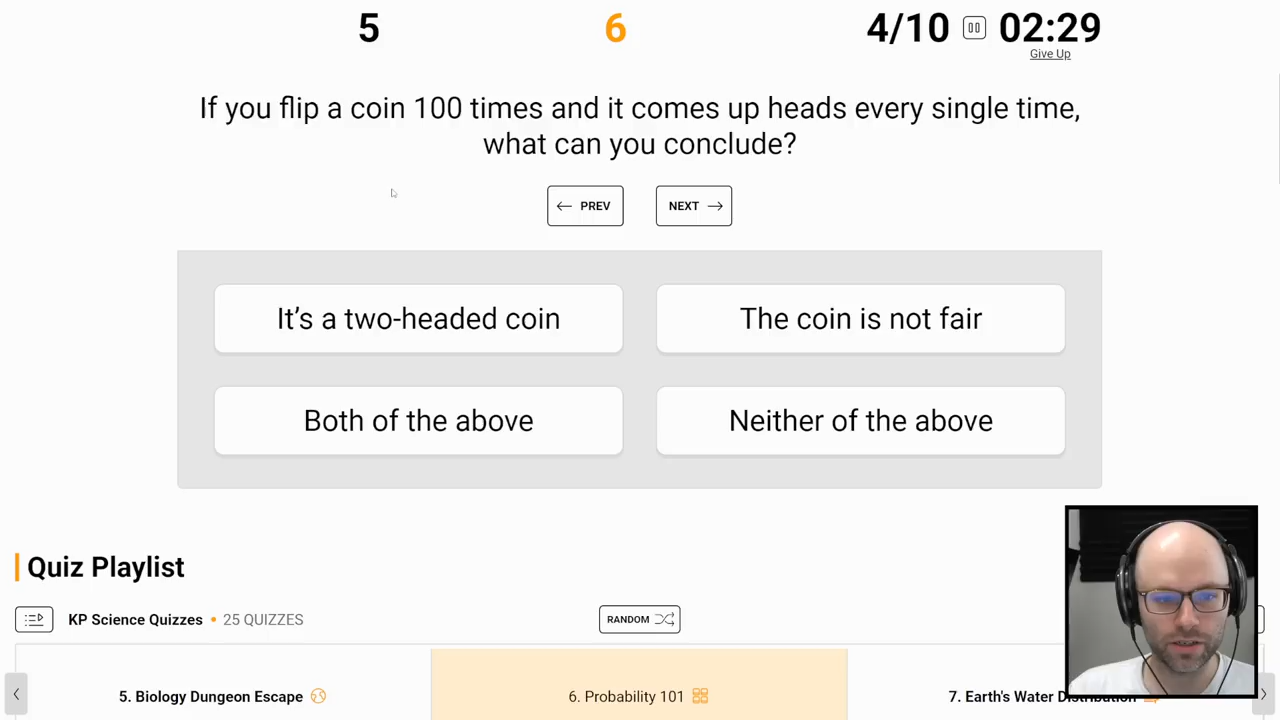 5 6 4/10 02:29
Give Up
If you flip a coin 100 times and it comes up heads every single time,
what can you conclude?
← PREV NEXT →
It's a two-headed coin The coin is not fair
Both of the above Neither of the above
Quiz Playlist
KP Science Quizzes • 25 QUIZZES RANDOM
5. Biology Dungeon Escape 6. Probability 101 7. Earth's Water Distribution